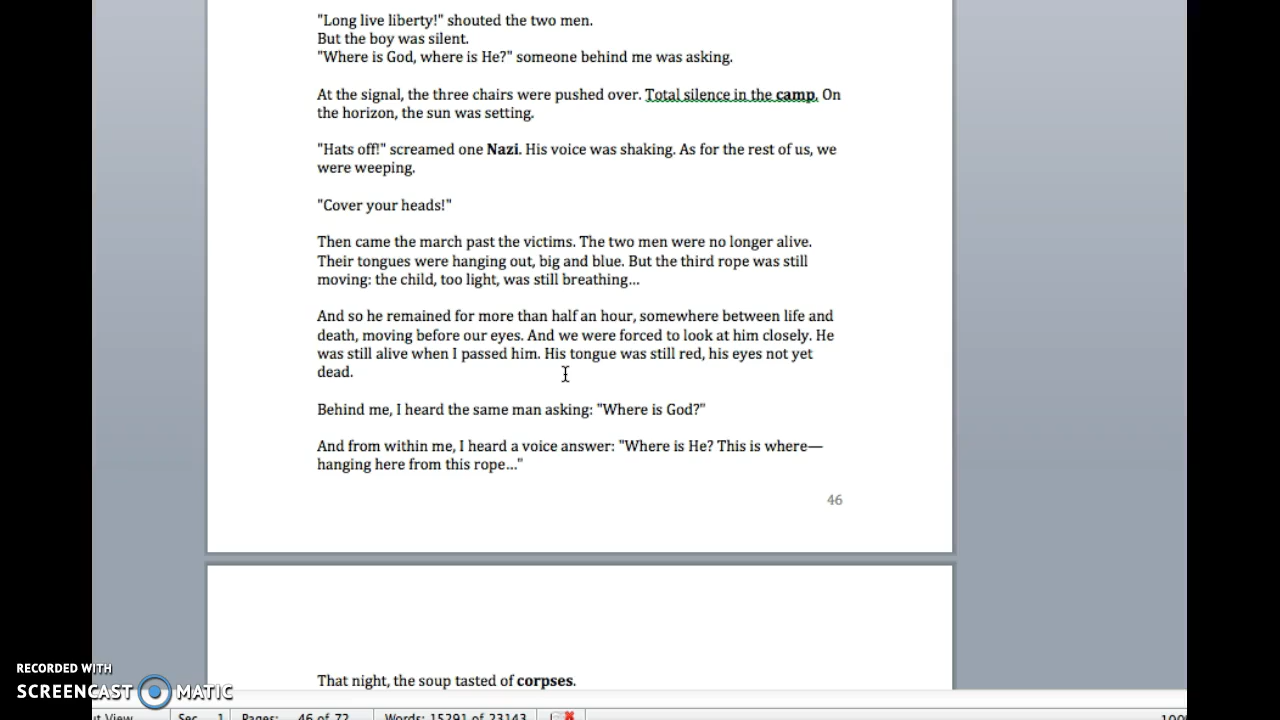 "Long live liberty!" shouted the two men.
But the boy was silent.
"Where is God, where is He?" someone behind me was asking.
At the signal, the three chairs were pushed over. Total silence in the camp. On
the horizon, the sun was setting.
"Hats off!" screamed one Nazi. His voice was shaking. As for the rest of us, we
were weeping.
"Cover your heads!"
Then came the march past the victims. The two men were no longer alive.
Their tongues were hanging out, big and blue. But the third rope was still
moving: the child, too light, was still breathing...
And so he remained for more than half an hour, somewhere between life and
death, moving before our eyes. And we were forced to look at him closely. He
was still alive when I passed him. His tongue was still red, his eyes not yet
dead.
Behind me, I heard the same man asking: "Where is God?"
And from within me, I heard a voice answer: "Where is He? This is where—
hanging here from this rope..."
46
That night, the soup tasted of corpses.
RECORDED WITH
SCREENCAST MATIC
ut View Sec 1 Pages: 46 of 72 Words: 15291 of 23143